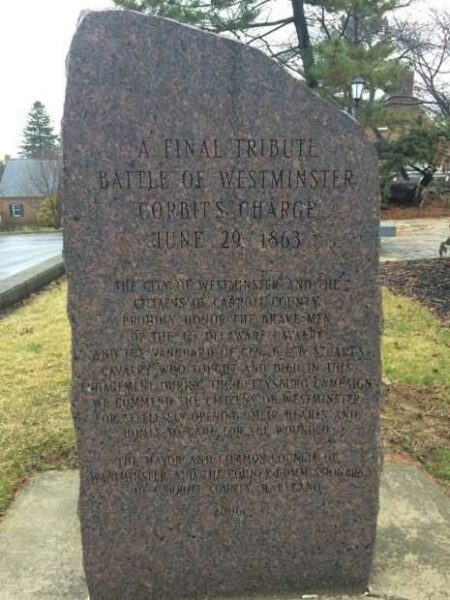 A FINAL TRIBUTE
BATTLE OF WESTMINSTER
CORBIT'S CHARGE
JUNE 29, 1863
THE CITY OF WESTMINSTER AND THE
CITIZENS OF CARROLL COUNTY
PROUDLY HONOR THE BRAVE MEN
OF THE 1ST DELAWARE CAVALRY
AND THE VANGUARD OF GEN. J. E. B. STUART'S
CAVALRY WHO FOUGHT AND DIED IN THIS
ENGAGEMENT DURING THE GETTYSBURG CAMPAIGN
WE COMMEND THE CITIZENS OF WESTMINSTER
FOR SELFLESSLY OPENING THEIR HEARTS AND
HOMES TO CARE FOR THE WOUNDED
THE MAYOR AND COMMON COUNCIL OF
WESTMINSTER AND THE COUNTY COMMISSIONERS
OF CARROLL COUNTY, MARYLAND
2006